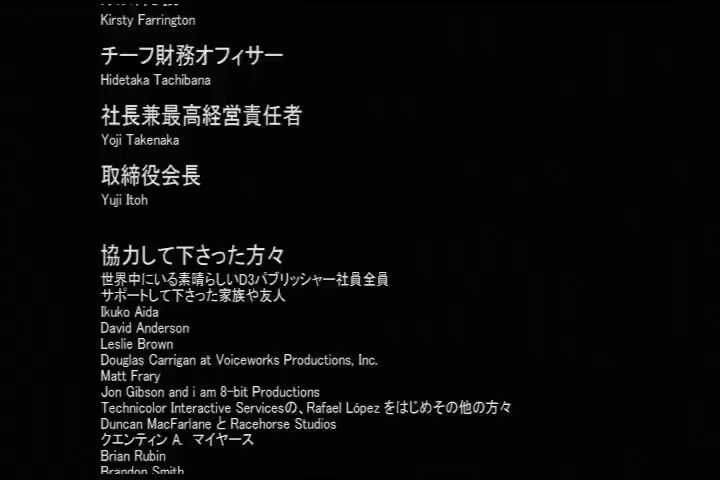 Kirsty Farrington
チーフ財務オフィサー
Hidetaka Tachibana
社長兼最高経営責任者
Yoji Takenaka
取締役会長
Yuji Itoh
協力して下さった方々
世界中にいる素晴らしいD3パブリッシャー社員全員
サポートして下さった家族や友人
Ikuko Aida
David Anderson
Leslie Brown
Douglas Carrigan at Voiceworks Productions, Inc.
Matt Frary
Jon Gibson and i am 8-bit Productions
Technicolor Interactive Servicesの、Rafael López をはじめその他の方々
Duncan MacFarlane と Racehorse Studios
クエンティン A. マイヤース
Brian Rubin
Brandon Smith